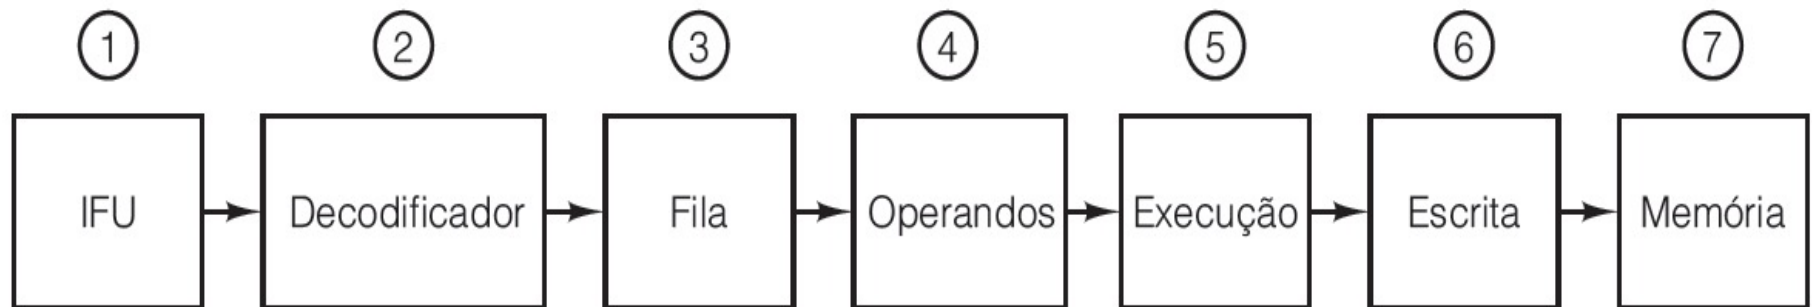 1 2 3 4 5 6 7
IFU Decodificador Fila Operandos Execução Escrita Memória